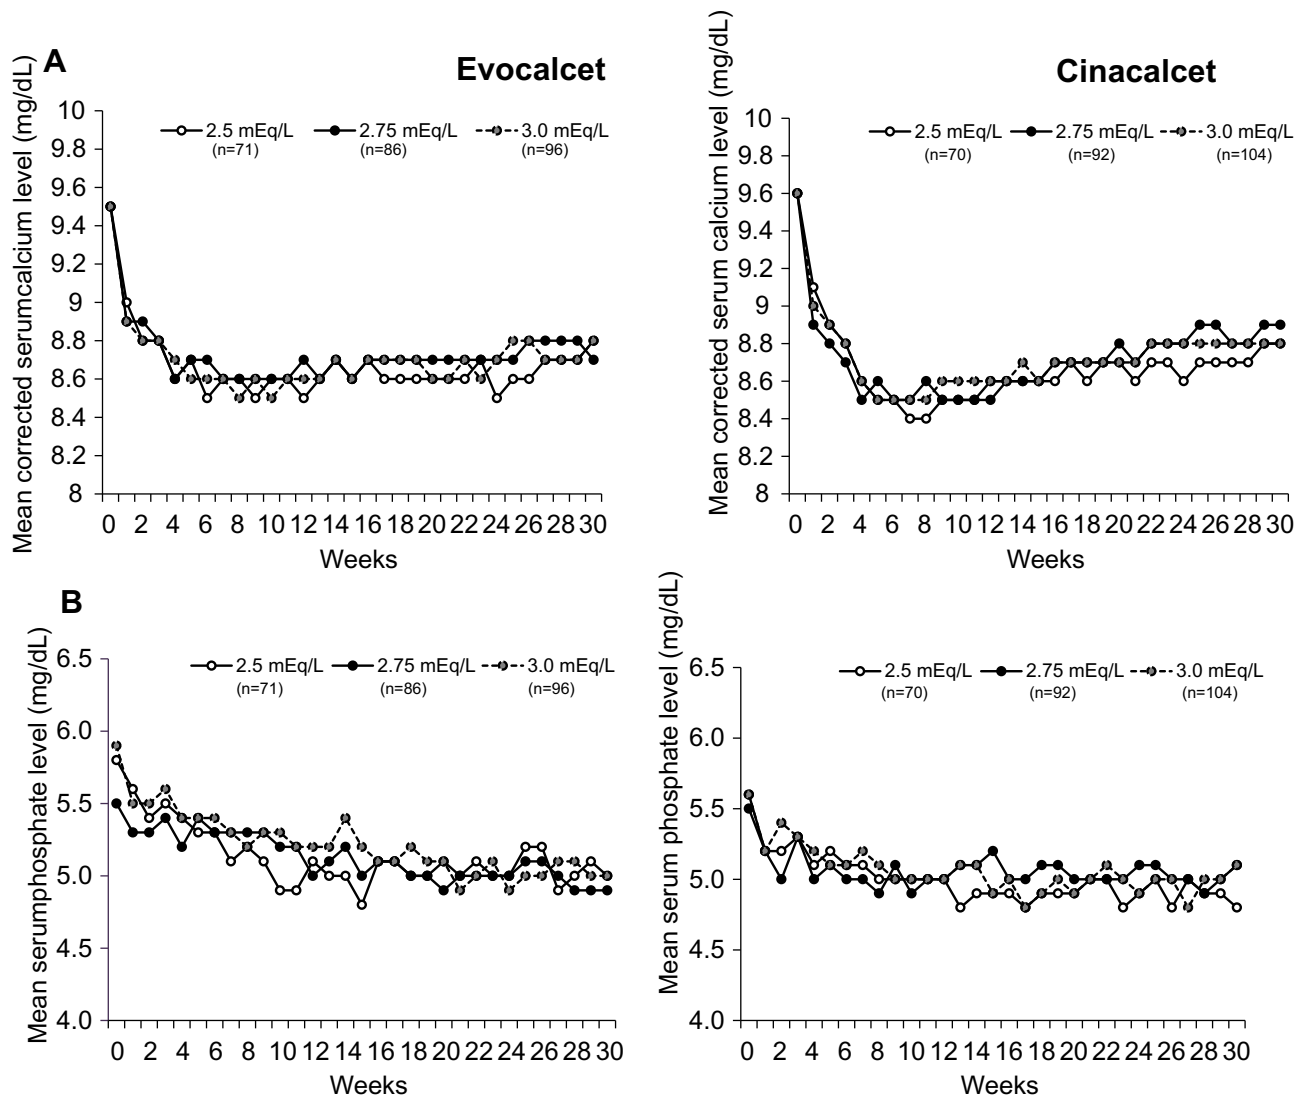 A
Evocalcet
Mean corrected serumcalcium level (mg/dL)
10
9.8
9.6
9.4
9.2
9
8.8
8.6
8.4
8.2
8
2.5 mEq/L 2.75 mEq/L 3.0 mEq/L
(n=71) (n=86) (n=96)
0 2 4 6 8 10 12 14 16 18 20 22 24 26 28 30
Weeks
Cinacalcet
Mean corrected serum calcium level (mg/dL)
10
9.8
9.6
9.4
9.2
9
8.8
8.6
8.4
8.2
8
2.5 mEq/L 2.75 mEq/L 3.0 mEq/L
(n=70) (n=92) (n=104)
0 2 4 6 8 10 12 14 16 18 20 22 24 26 28 30
Weeks
B
Mean serumphosphate level (mg/dL)
6.5
6.0
5.5
5.0
4.5
4.0
2.5 mEq/L 2.75 mEq/L 3.0 mEq/L
(n=71) (n=86) (n=96)
0 2 4 6 8 10 12 14 16 18 20 22 24 26 28 30
Weeks
Mean serum phosphate level (mg/dL)
6.5
6.0
5.5
5.0
4.5
4.0
2.5 mEq/L 2.75 mEq/L 3.0 mEq/L
(n=70) (n=92) (n=104)
0 2 4 6 8 10 12 14 16 18 20 22 24 26 28 30
Weeks